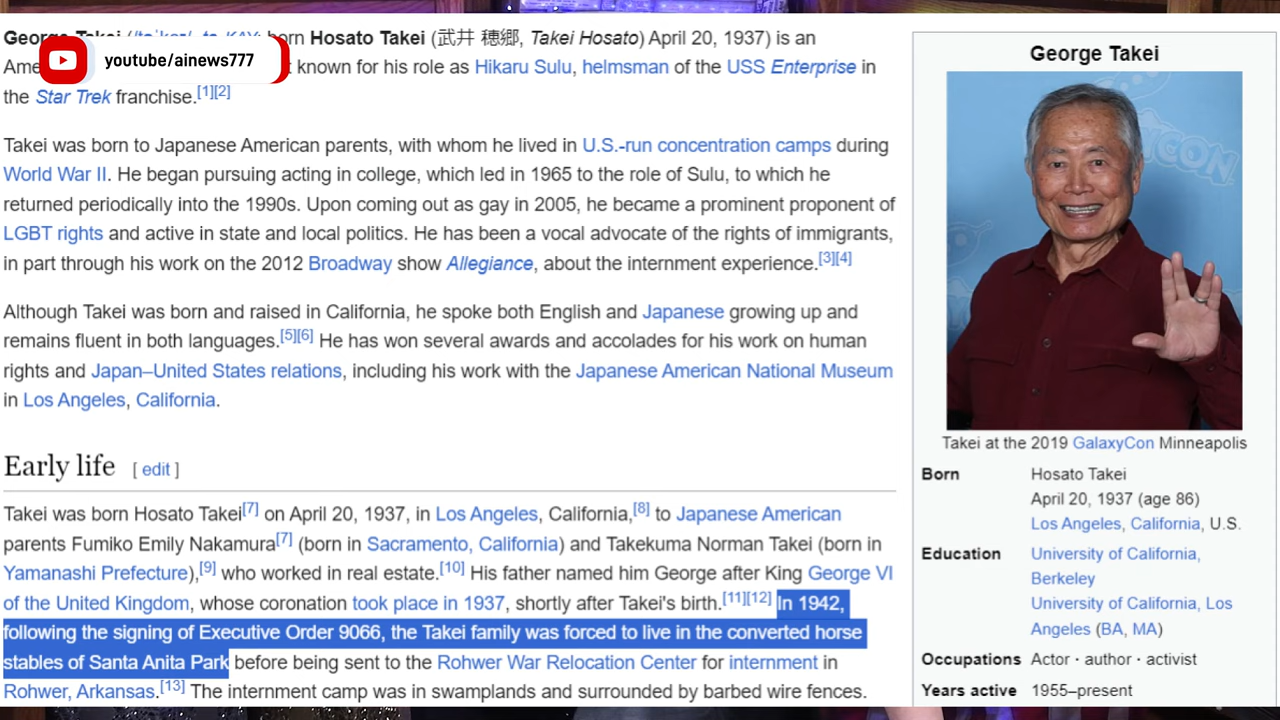 George Takei
born Hosato Takei (武井 穂郷, Takei Hosato) April 20, 1937) is an
known for his role as Hikaru Sulu, helmsman of the USS Enterprise in
the Star Trek franchise.[1][2]
youtube/ainews777
Takei was born to Japanese American parents, with whom he lived in U.S.-run concentration camps during
World War II. He began pursuing acting in college, which led in 1965 to the role of Sulu, to which he
returned periodically into the 1990s. Upon coming out as gay in 2005, he became a prominent proponent of
LGBT rights and active in state and local politics. He has been a vocal advocate of the rights of immigrants,
in part through his work on the 2012 Broadway show Allegiance, about the internment experience.[3][4]
Although Takei was born and raised in California, he spoke both English and Japanese growing up and
remains fluent in both languages.[5][6] He has won several awards and accolades for his work on human
rights and Japan–United States relations, including his work with the Japanese American National Museum
in Los Angeles, California.
Early life [ edit ]
Takei was born Hosato Takei[7] on April 20, 1937, in Los Angeles, California,[8] to Japanese American
parents Fumiko Emily Nakamura[7] (born in Sacramento, California) and Takekuma Norman Takei (born in
Yamanashi Prefecture),[9] who worked in real estate.[10] His father named him George after King George VI
of the United Kingdom, whose coronation took place in 1937, shortly after Takei's birth.[11][12] In 1942,
following the signing of Executive Order 9066, the Takei family was forced to live in the converted horse
stables of Santa Anita Park before being sent to the Rohwer War Relocation Center for internment in
Rohwer, Arkansas.[13] The internment camp was in swamplands and surrounded by barbed wire fences.
George Takei
Takei at the 2019 GalaxyCon Minneapolis
Born Hosato Takei
April 20, 1937 (age 86)
Los Angeles, California, U.S.
Education University of California,
Berkeley
University of California, Los
Angeles (BA, MA)
Occupations Actor · author · activist
Years active 1955–present